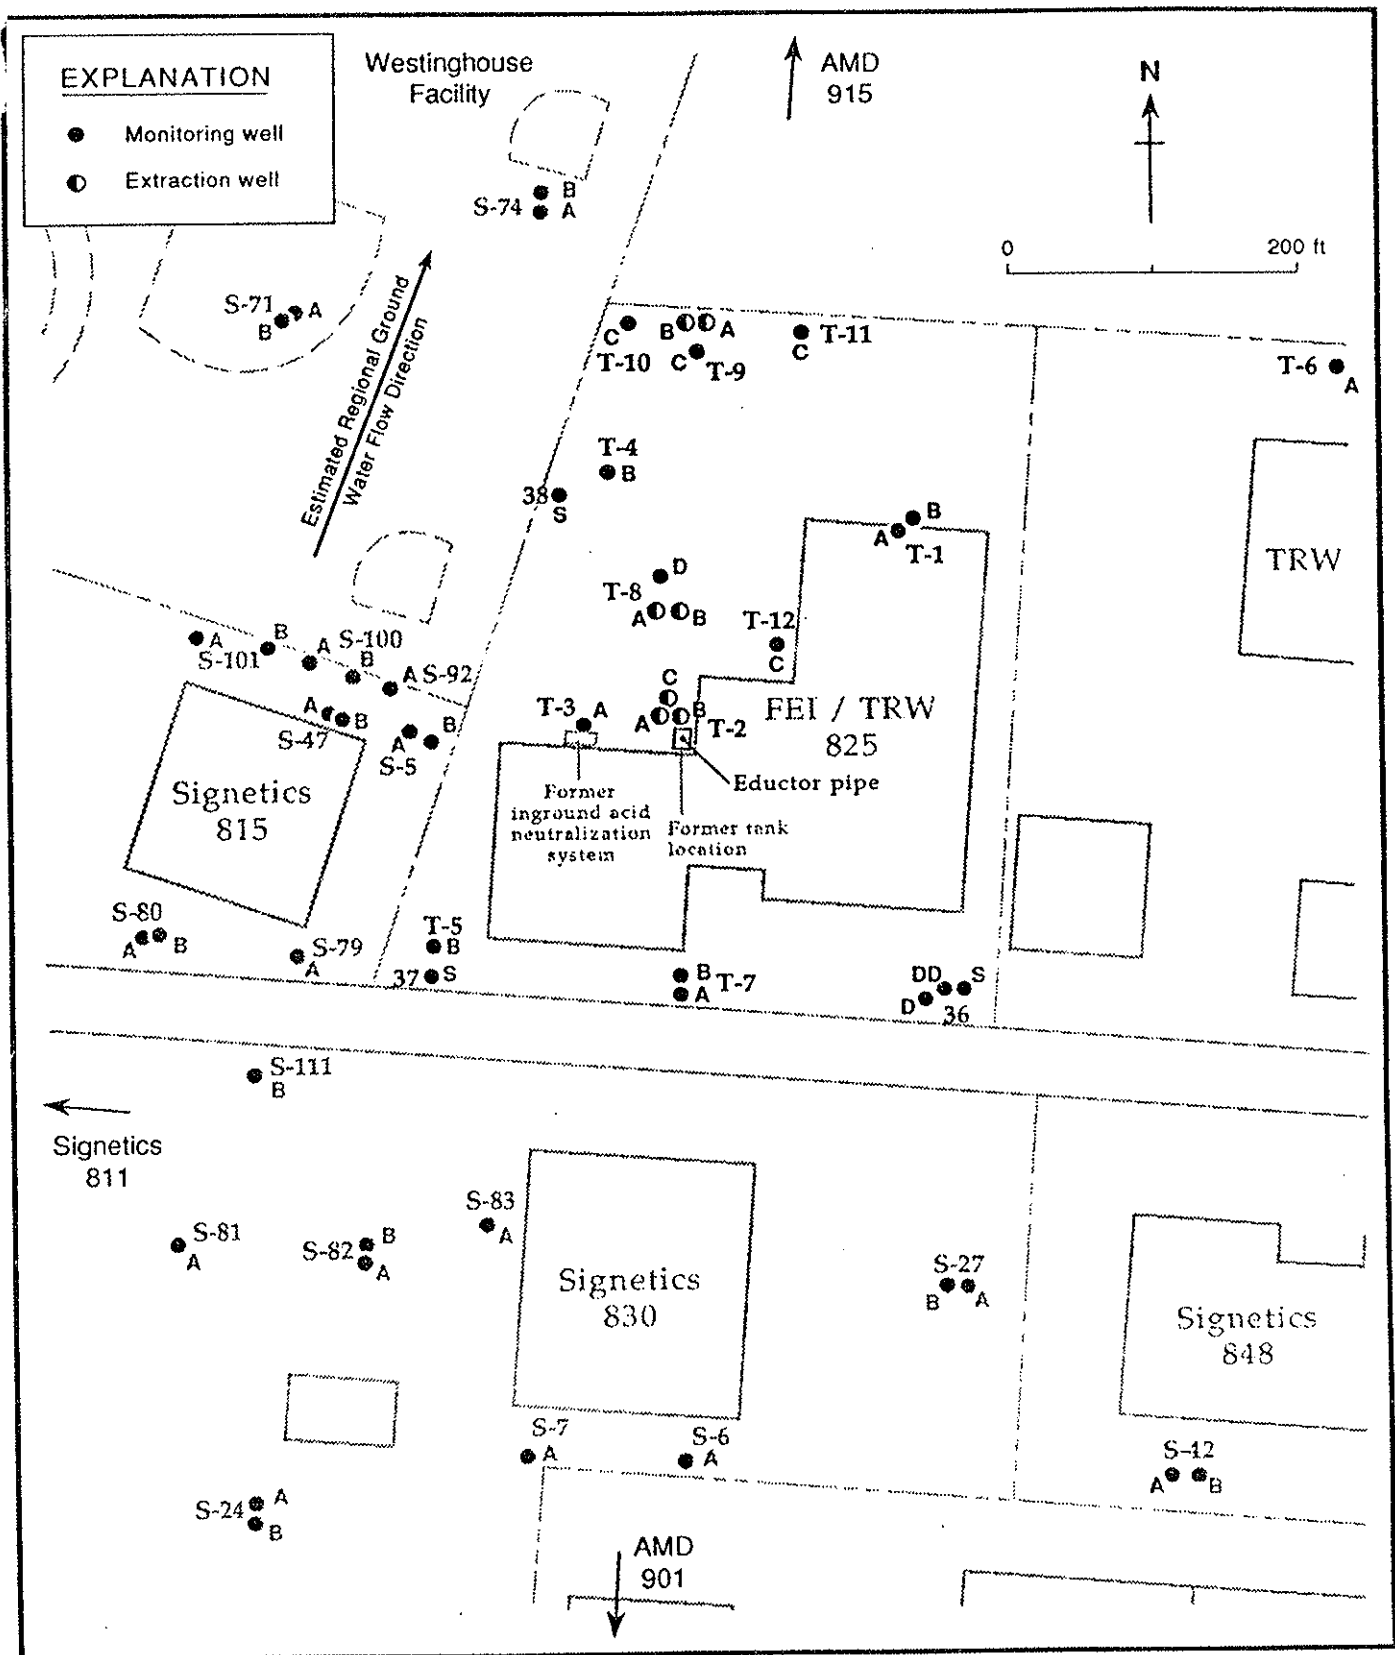 EXPLANATION
Monitoring well
Extraction well
Westinghouse
Facility
AMD
915
N
0 200 ft
B
S-74 A
S-71 A
B
Estimated Regional Ground
Water Flow Direction
C
T-10
B A
C T-9
T-11
C
T-6
A
T-4
B
38
S
B
A T-1
TRW
D
T-8
A B
T-12
C
A
S-101
B
A S-100
B
A S-92
A B
S-47
A B
S-5
C
A B
T-2
T-3 A
FEI / TRW
825
Eductor pipe
Former
inground acid
neutralization
system
Former tank
location
Signetics
815
S-80
A B
S-79
A
T-5
B
37 S
B
A T-7
DD S
D 36
S-111
B
Signetics
811
S-81
A
S-82 B
A
S-83
A
Signetics
830
S-27
B A
Signetics
848
S-7
A
S-6
A
S-12
A B
S-24 A
B
AMD
901